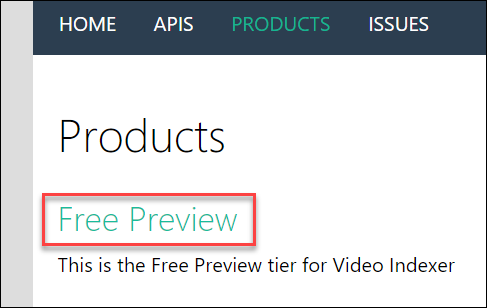 HOME APIS PRODUCTS ISSUES
Products
Free Preview
This is the Free Preview tier for Video Indexer